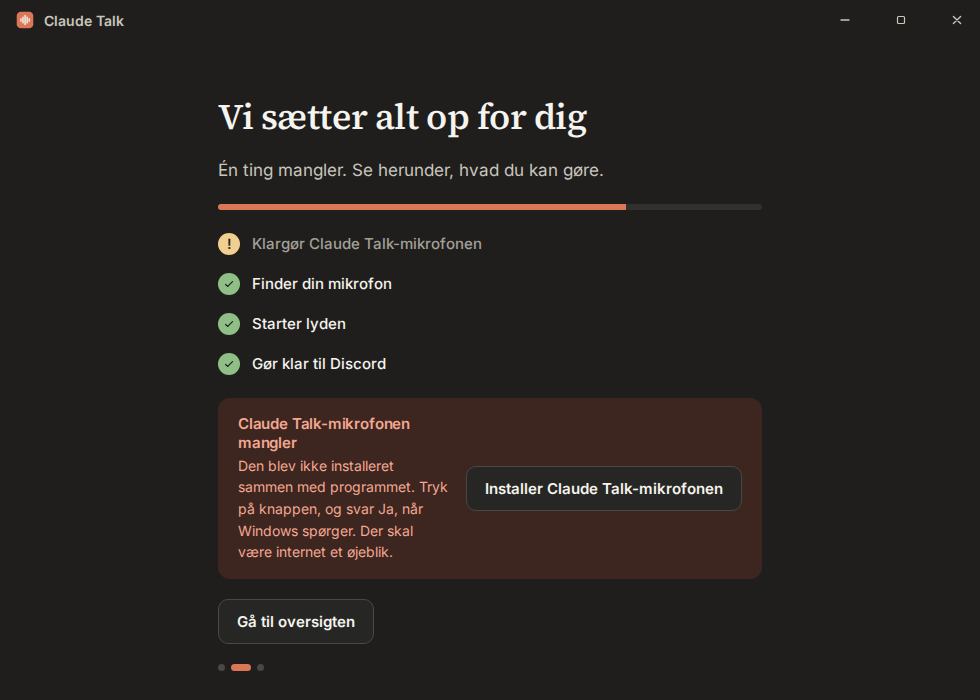 Claude Talk
Vi sætter alt op for dig
Én ting mangler. Se herunder, hvad du kan gøre.
Klargør Claude Talk-mikrofonen
Finder din mikrofon
Starter lyden
Gør klar til Discord
Claude Talk-mikrofonen
mangler
Den blev ikke installeret
sammen med programmet. Tryk
på knappen, og svar Ja, når
Windows spørger. Der skal
være internet et øjeblik.
Installer Claude Talk-mikrofonen
Gå til oversigten